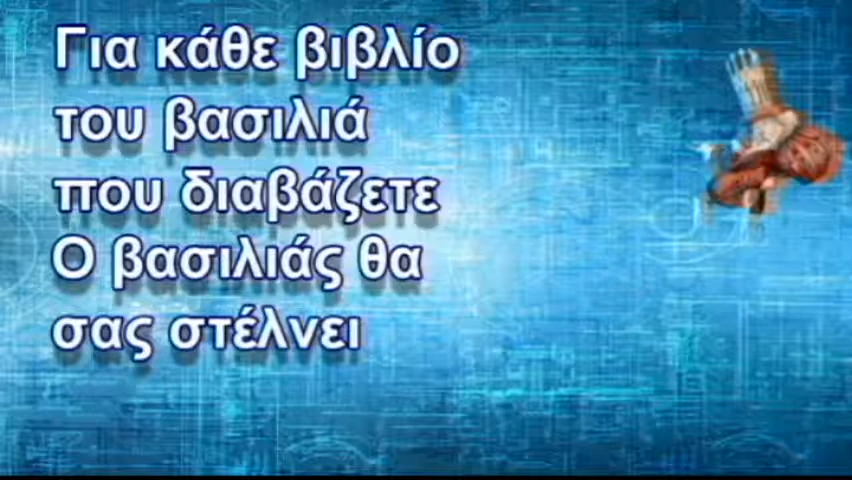 Για κάθε βιβλίο
του βασιλιά
που διαβάζετε
Ο βασιλιάς θα
σας στέλνει